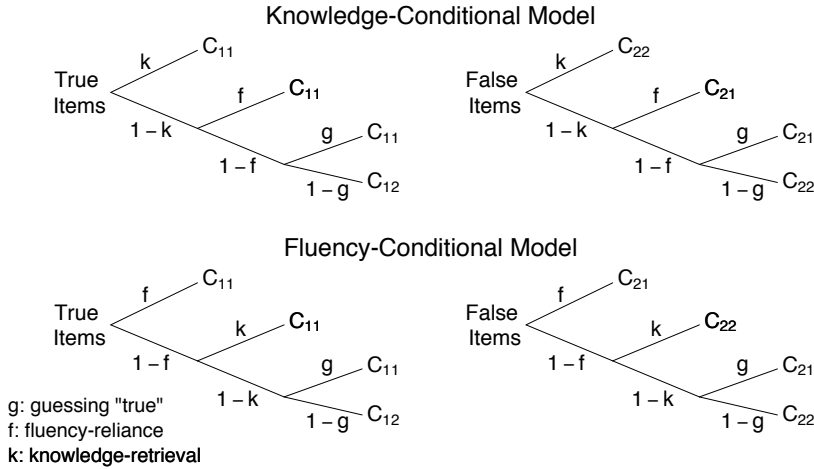 Knowledge-Conditional Model
True
Items
k
C11
1 – k
f
C11
1 – f
g
C11
1 – g
C12
False
Items
k
C22
1 – k
f
C21
1 – f
g
C21
1 – g
C22
Fluency-Conditional Model
True
Items
f
C11
1 – f
k
C11
1 – k
g
C11
1 – g
C12
False
Items
f
C21
1 – f
k
C22
1 – k
g
C21
1 – g
C22
g: guessing "true"
f: fluency-reliance
k: knowledge-retrieval